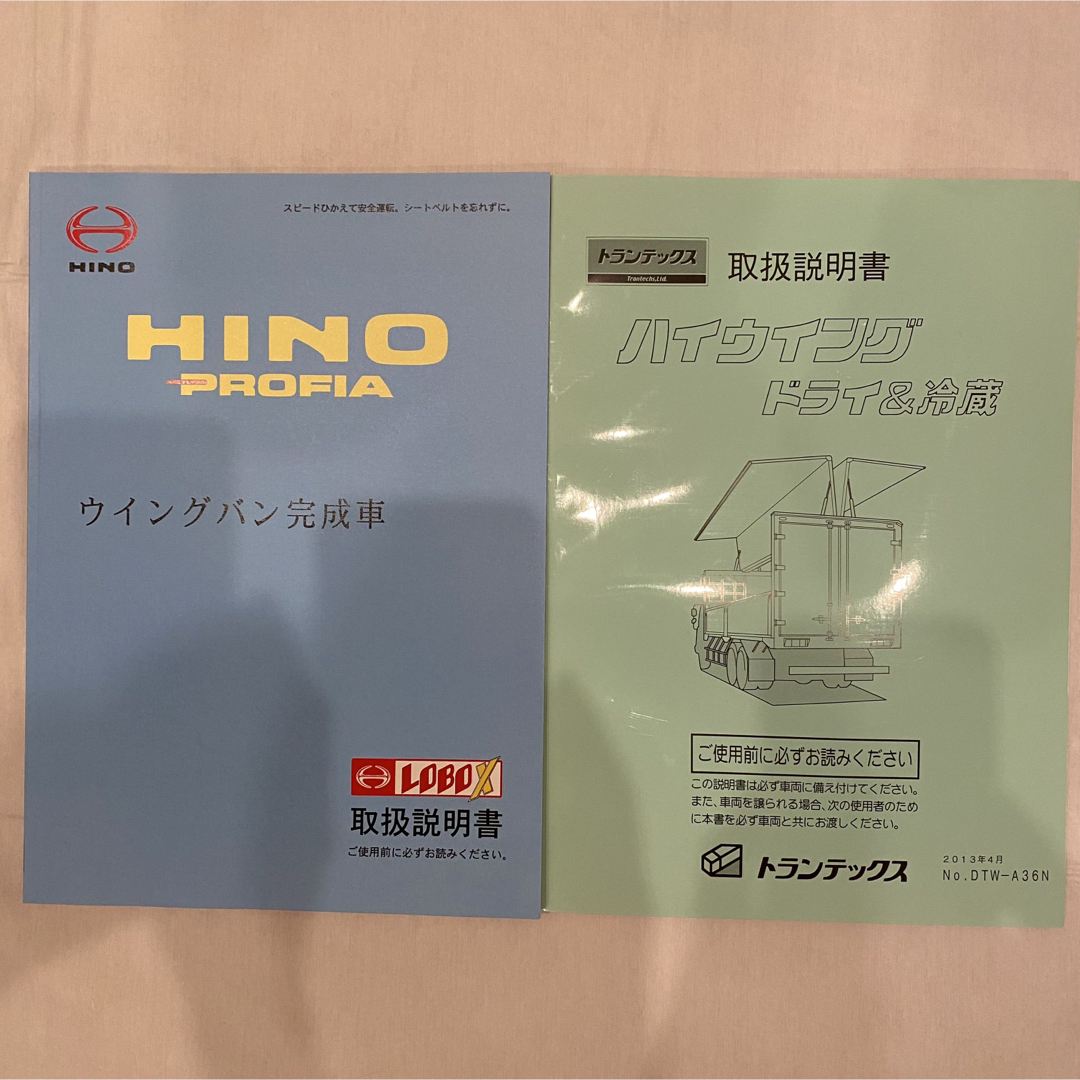 スピードひかえて安全運転。シートベルトを忘れずに。
HINO
HINO
PROFIA
ウイングバン完成車
LOBOX
取扱説明書
ご使用前に必ずお読みください。
トランテックス
Trantechs,Ltd.
取扱説明書
ハイウイング
ドライ&冷蔵
ご使用前に必ずお読みください
この説明書は必ず車両に備え付けてください。
また、車両を譲られる場合、次の使用者のため
に本書を必ず車両と共にお渡しください。
トランテックス
2013年4月
No.DTW-A36N